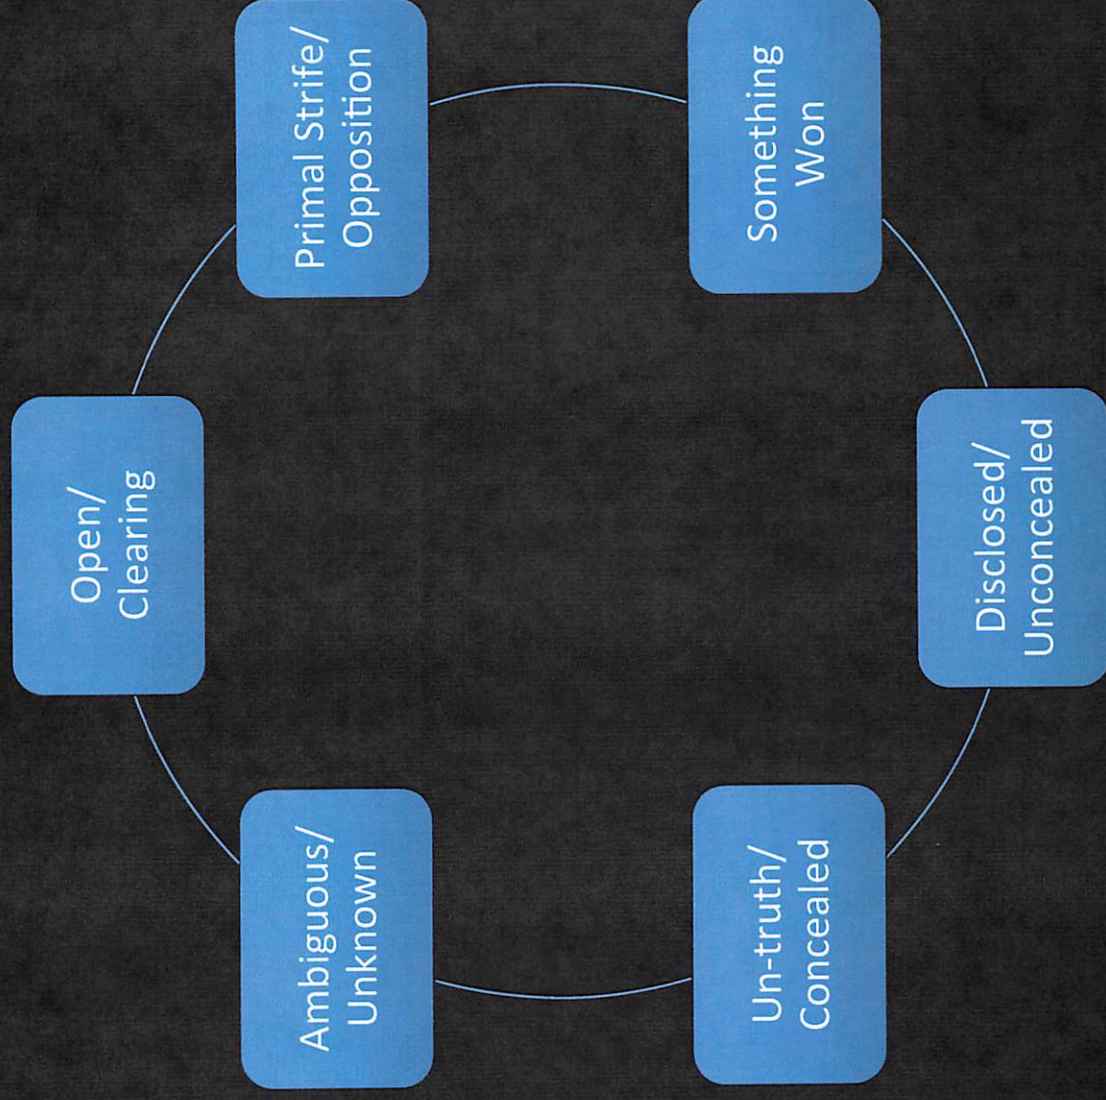 Open/
Clearing
Primal Strife/
Opposition
Something
Won
Disclosed/
Unconcealed
Un-truth/
Concealed
Ambiguous/
Unknown